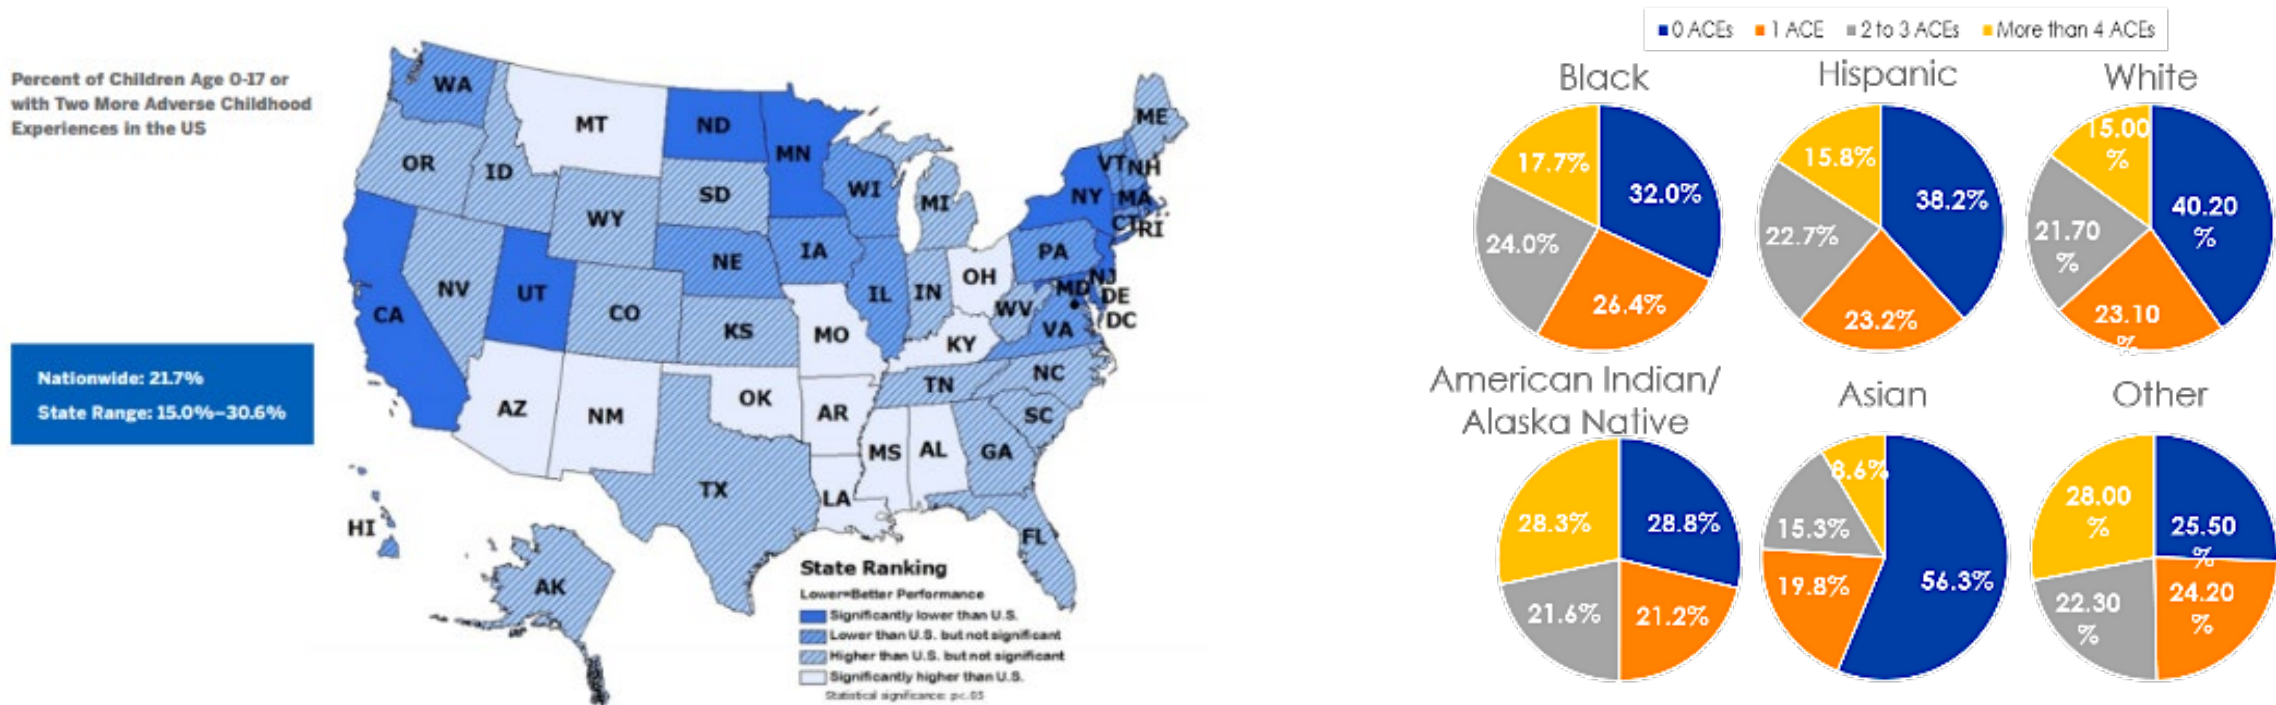 Percent of Children Age 0-17 or
with Two More Adverse Childhood
Experiences in the US
Nationwide: 21.7%
State Range: 15.0%–30.6%
WA
MT
ND
MN
OR
ID
SD
WI
MI
ME
VT
NH
NY
MA
CT
RI
WY
NE
IA
PA
NJ
NV
UT
CO
KS
IL
IN
OH
MD
DE
DC
WV
VA
CA
MO
KY
NC
TN
AZ
NM
OK
AR
SC
MS
AL
GA
TX
LA
FL
HI
AK
State Ranking
Lower=Better Performance
Significantly lower than U.S.
Lower than U.S. but not significant
Higher than U.S. but not significant
Significantly higher than U.S.
Statistical significance: p<.05
0 ACEs 1 ACE 2 to 3 ACEs More than 4 ACEs
Black
17.7%
32.0%
24.0%
26.4%
Hispanic
15.8%
38.2%
22.7%
23.2%
White
15.00
%
40.20
%
21.70
%
23.10
%
American Indian/
Alaska Native
28.3%
28.8%
21.6%
21.2%
Asian
8.6%
15.3%
19.8%
56.3%
Other
28.00
%
25.50
%
22.30
%
24.20
%